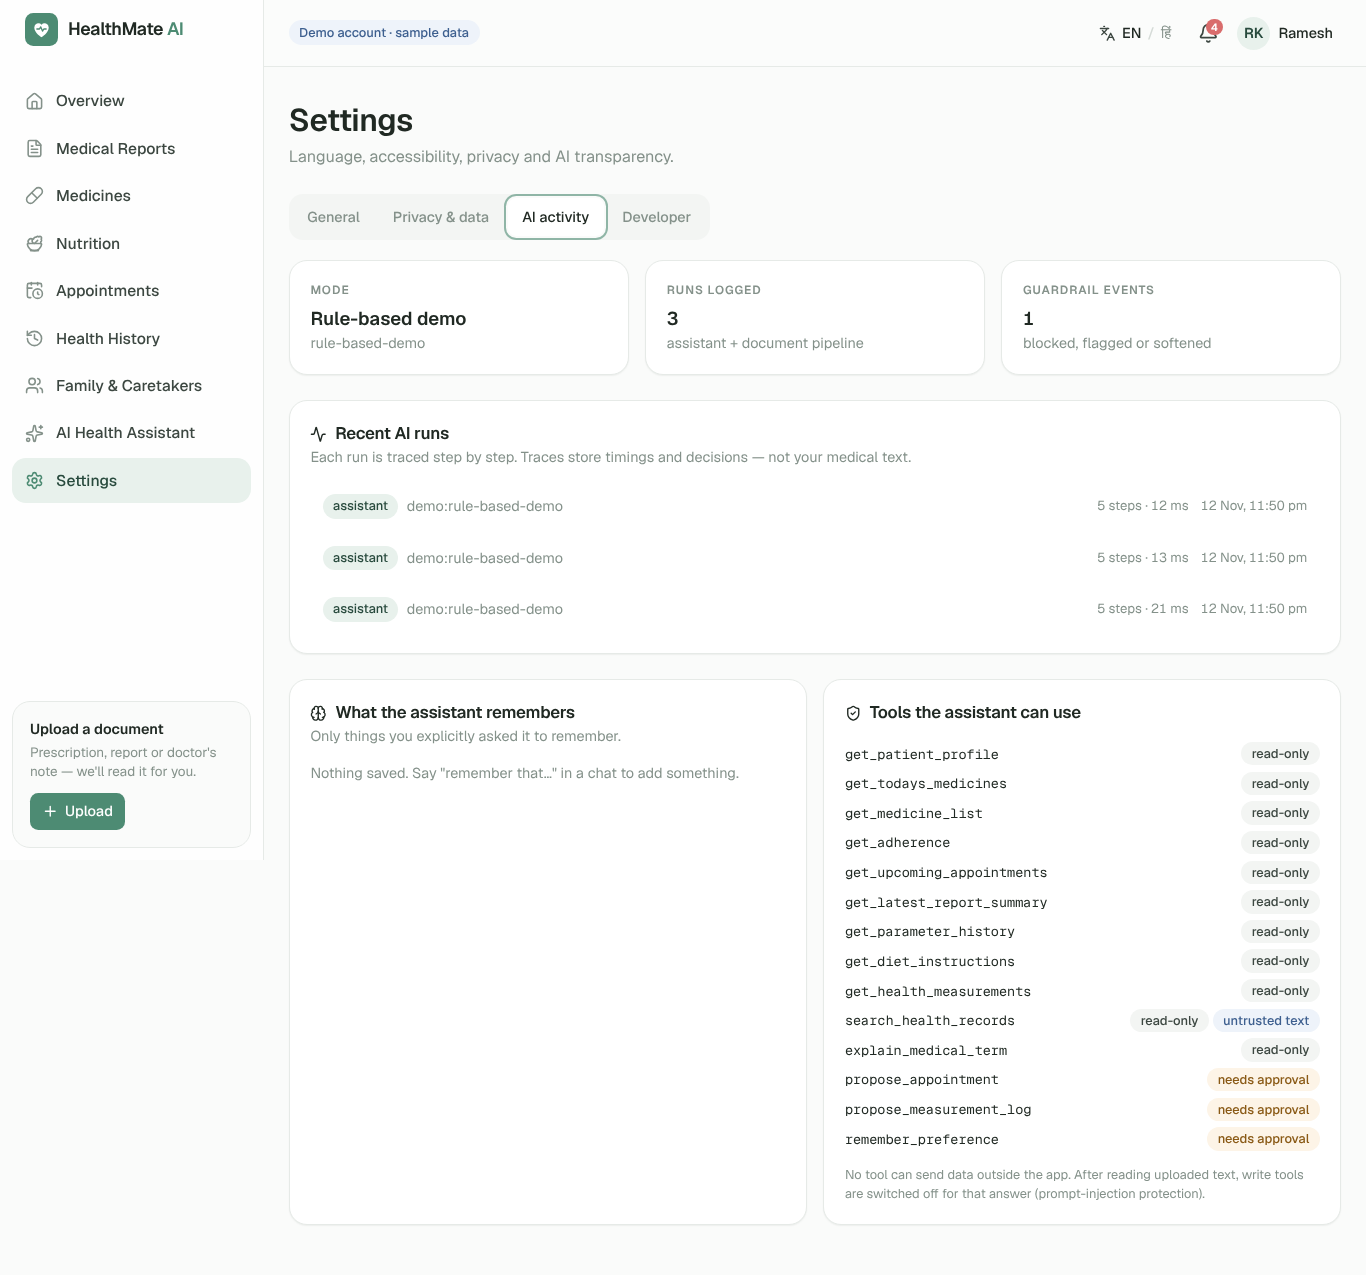 HealthMate AI
Demo account · sample data
EN / हिं
4
RK
Ramesh
Overview
Medical Reports
Medicines
Nutrition
Appointments
Health History
Family & Caretakers
AI Health Assistant
Settings
Upload a document
Prescription, report or doctor's
note — we'll read it for you.
+ Upload
Settings
Language, accessibility, privacy and AI transparency.
General
Privacy & data
AI activity
Developer
MODE
Rule-based demo
rule-based-demo
RUNS LOGGED
3
assistant + document pipeline
GUARDRAIL EVENTS
1
blocked, flagged or softened
Recent AI runs
Each run is traced step by step. Traces store timings and decisions — not your medical text.
assistant demo:rule-based-demo 5 steps · 12 ms 12 Nov, 11:50 pm
assistant demo:rule-based-demo 5 steps · 13 ms 12 Nov, 11:50 pm
assistant demo:rule-based-demo 5 steps · 21 ms 12 Nov, 11:50 pm
What the assistant remembers
Only things you explicitly asked it to remember.
Nothing saved. Say "remember that…" in a chat to add something.
Tools the assistant can use
get_patient_profile read-only
get_todays_medicines read-only
get_medicine_list read-only
get_adherence read-only
get_upcoming_appointments read-only
get_latest_report_summary read-only
get_parameter_history read-only
get_diet_instructions read-only
get_health_measurements read-only
search_health_records read-only untrusted text
explain_medical_term read-only
propose_appointment needs approval
propose_measurement_log needs approval
remember_preference needs approval
No tool can send data outside the app. After reading uploaded text, write tools
are switched off for that answer (prompt-injection protection).